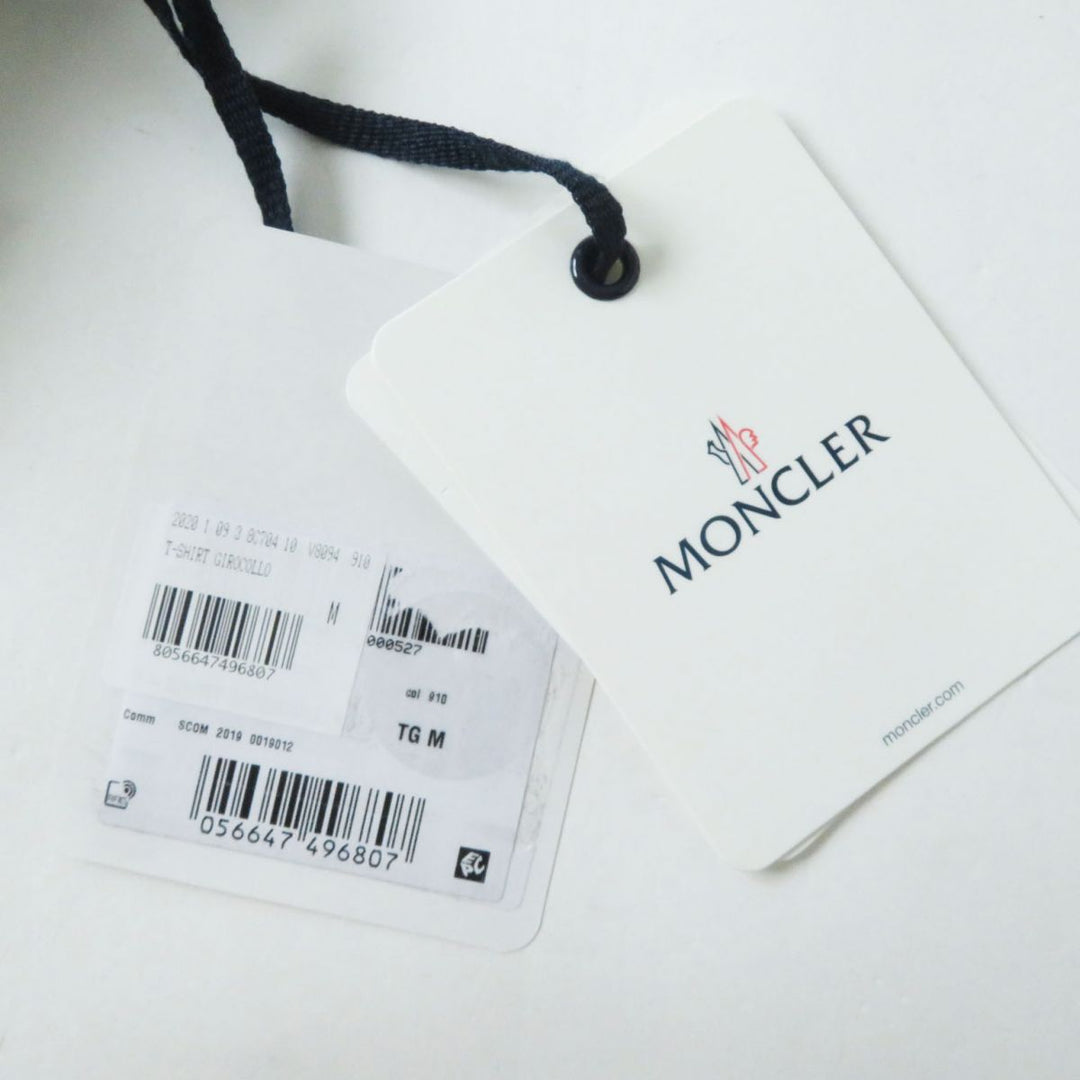 MONCLER
moncler.com
2020 1 09 3 8C704 10 V8094 910
T-SHIRT GIROCOLLO
M
8056647496807
000527
col 910
TG M
Comm SCOM 2019 0019012
056647 496807